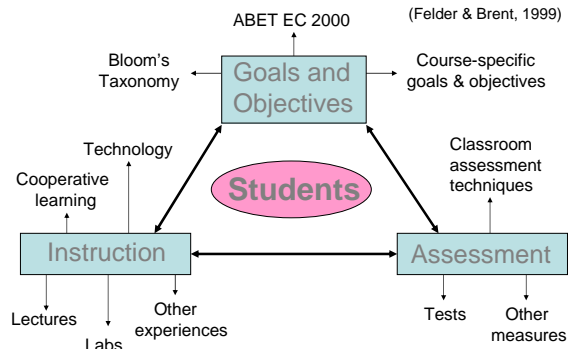 ABET EC 2000
(Felder & Brent, 1999)
Bloom's
Taxonomy
Goals and
Objectives
Course-specific
goals & objectives
Technology
Cooperative
learning
Classroom
assessment
techniques
Students
Instruction
Assessment
Lectures
Labs
Other
experiences
Tests
Other
measures